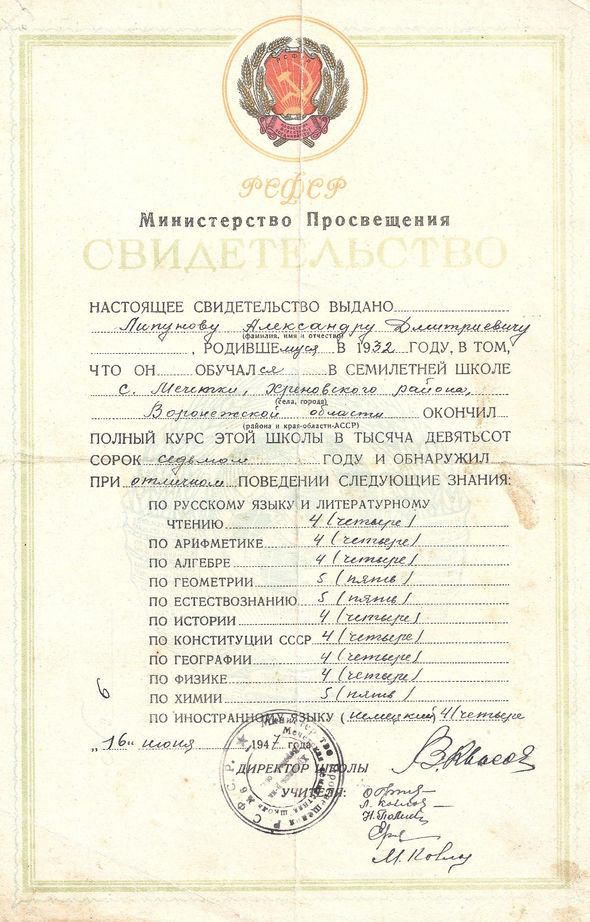 РСФСР
Министерство Просвещения
СВИДЕТЕЛЬСТВО
НАСТОЯЩЕЕ СВИДЕТЕЛЬСТВО ВЫДАНО
Липунову Александру Дмитриевичу
(фамилия, имя и отчество)
, РОДИВШЕмуся В 1932 ГОДУ, В ТОМ,
ЧТО ОН ОБУЧАЛся В СЕМИЛЕТНЕЙ ШКОЛЕ
с. Мечетки, Хреновского района,
(села, города)
Воронежской области ОКОНЧИЛ
(района и края-области-АССР)
ПОЛНЫЙ КУРС ЭТОЙ ШКОЛЫ В ТЫСЯЧА ДЕВЯТЬСОТ
СОРОК седьмом ГОДУ И ОБНАРУЖИЛ
ПРИ отличном ПОВЕДЕНИИ СЛЕДУЮЩИЕ ЗНАНИЯ:
ПО РУССКОМУ ЯЗЫКУ И ЛИТЕРАТУРНОМУ
ЧТЕНИЮ 4 (четыре)
ПО АРИФМЕТИКЕ 4 (четыре)
ПО АЛГЕБРЕ 4 (четыре)
ПО ГЕОМЕТРИИ 5 (пять)
ПО ЕСТЕСТВОЗНАНИЮ 5 (пять)
ПО ИСТОРИИ 4 (четыре)
ПО КОНСТИТУЦИИ СССР 4 (четыре)
ПО ГЕОГРАФИИ 4 (четыре)
ПО ФИЗИКЕ 4 (четыре)
ПО ХИМИИ 5 (пять)
ПО ИНОСТРАННОМУ ЯЗЫКУ (немецкий) 4 (четыре
"16" июня 1947 года
ДИРЕКТОР ШКОЛЫ
УЧИТЕЛЯ: